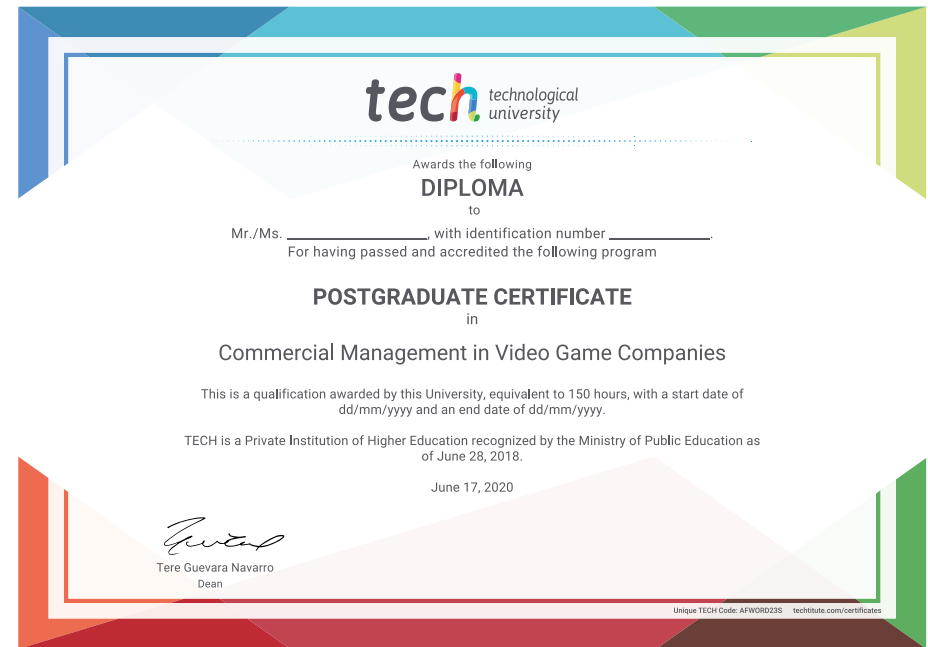 tech technological
university
Awards the following
DIPLOMA
to
Mr./Ms. ____________________, with identification number ______________.
For having passed and accredited the following program
POSTGRADUATE CERTIFICATE
in
Commercial Management in Video Game Companies
This is a qualification awarded by this University, equivalent to 150 hours, with a start date of
dd/mm/yyyy and an end date of dd/mm/yyyy.
TECH is a Private Institution of Higher Education recognized by the Ministry of Public Education as
of June 28, 2018.
June 17, 2020
Tere Guevara Navarro
Dean
Unique TECH Code: AFWORD23S techtitute.com/certificates